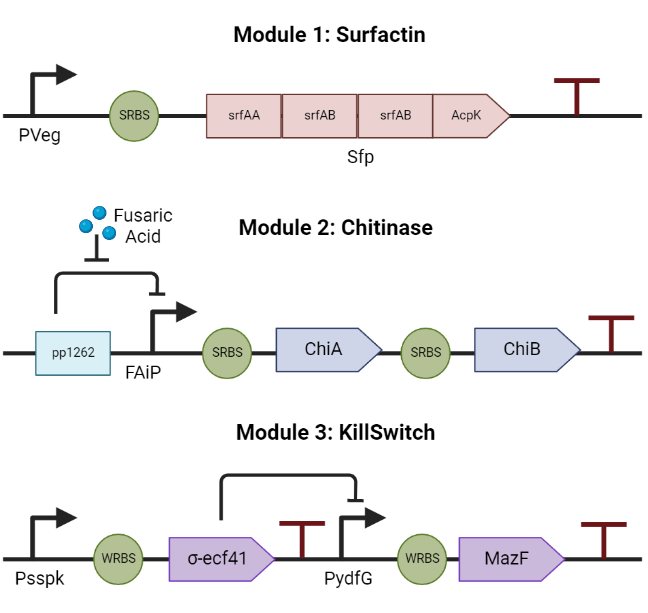 Module 1: Surfactin
SRBS
srfAA
srfAB
srfAB
AcpK
PVeg
Sfp
Fusaric
Acid
Module 2: Chitinase
pp1262
FAiP
SRBS
ChiA
SRBS
ChiB
Module 3: KillSwitch
WRBS
σ-ecf41
WRBS
MazF
Psspk
PydfG